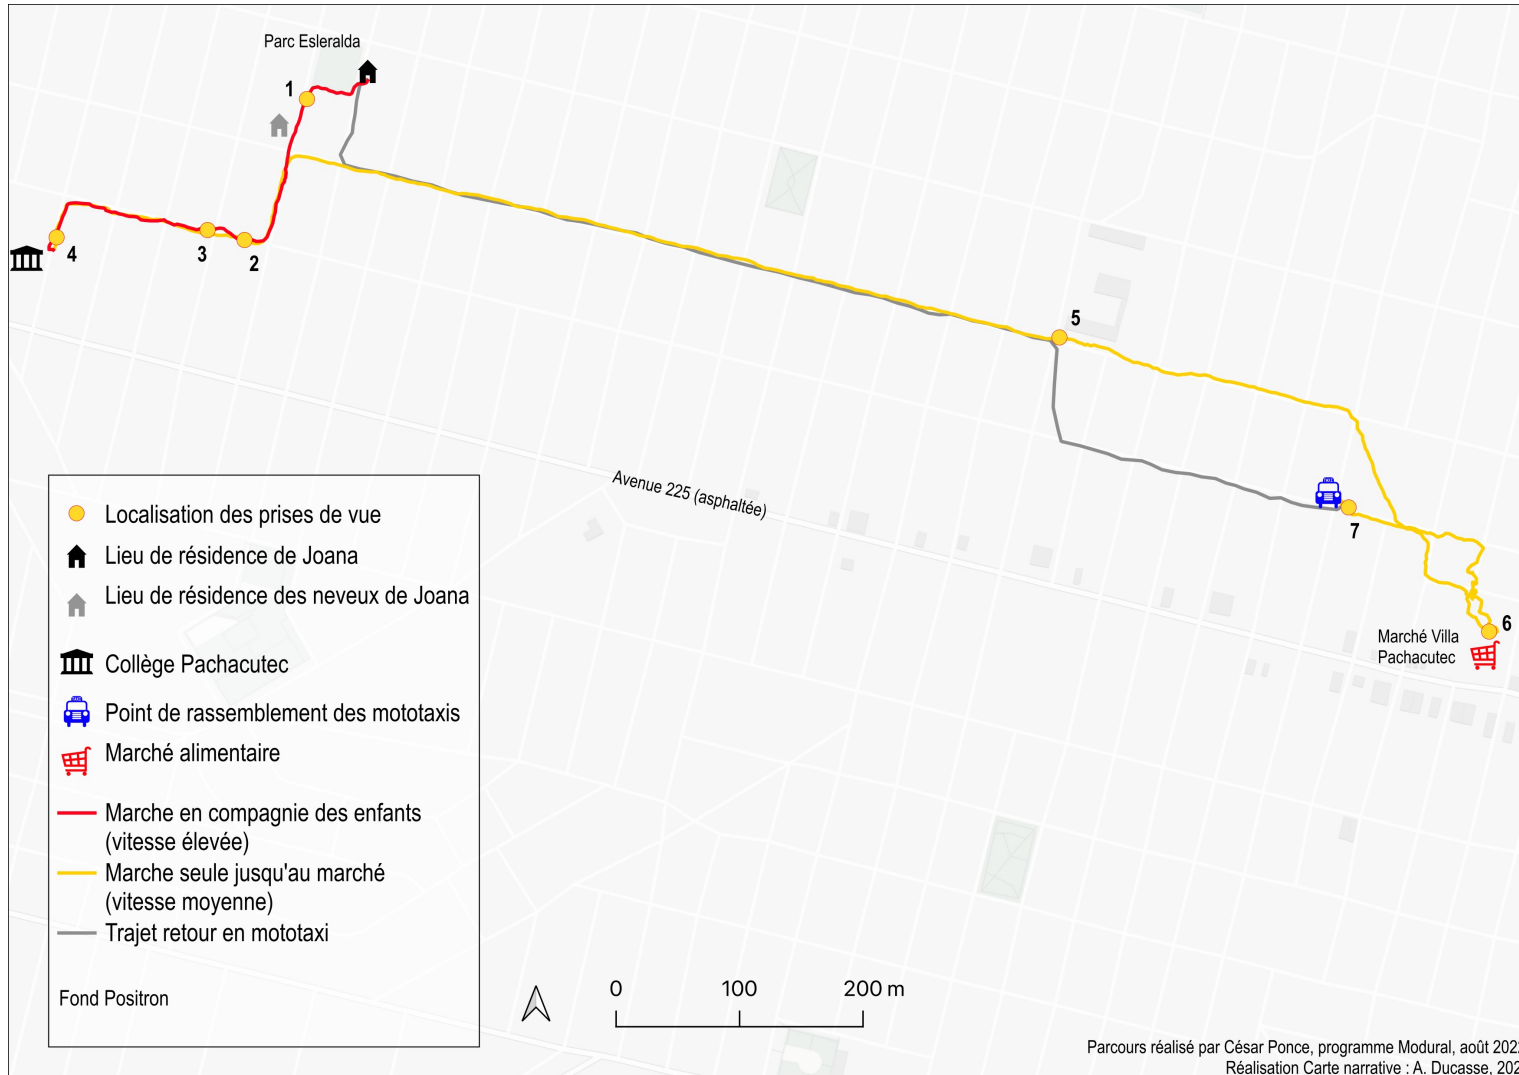 Parc Esleralda
1
4
3
2
5
Avenue 225 (asphaltée)
7
6
Marché Villa
Pachacutec
Localisation des prises de vue
Lieu de résidence de Joana
Lieu de résidence des neveux de Joana
Collège Pachacutec
Point de rassemblement des mototaxis
Marché alimentaire
Marche en compagnie des enfants
(vitesse élevée)
Marche seule jusqu'au marché
(vitesse moyenne)
Trajet retour en mototaxi
Fond Positron
0 100 200 m
Parcours réalisé par César Ponce, programme Modural, août 202
Réalisation Carte narrative : A. Ducasse, 202